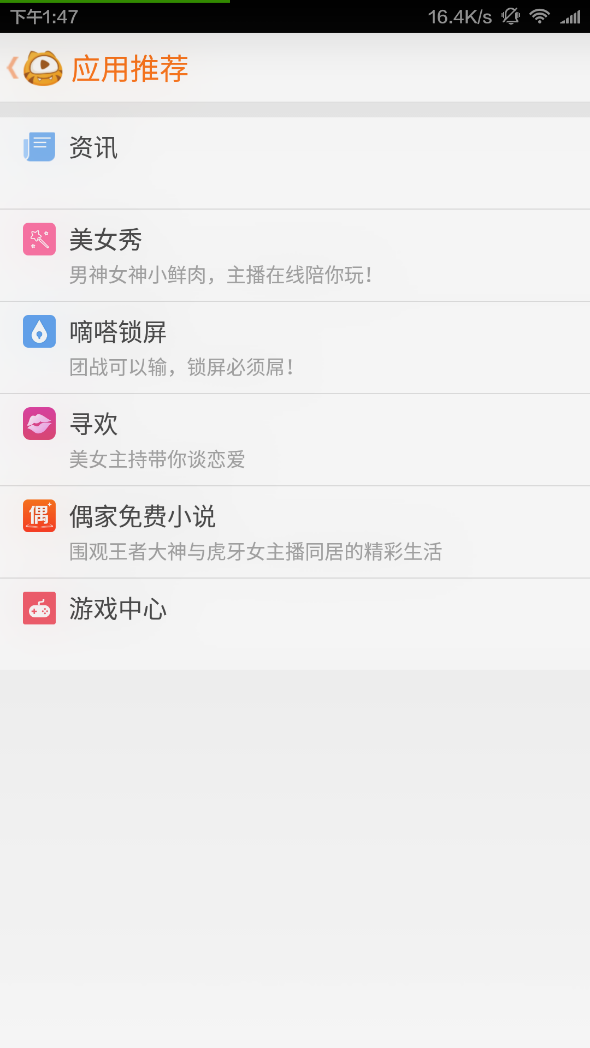 下午1:47
16.4K/s
应用推荐
资讯
美女秀
男神女神小鲜肉，主播在线陪你玩！
嘀嗒锁屏
团战可以输，锁屏必须屌！
寻欢
美女主持带你谈恋爱
偶
偶家免费小说
围观王者大神与虎牙女主播同居的精彩生活
游戏中心